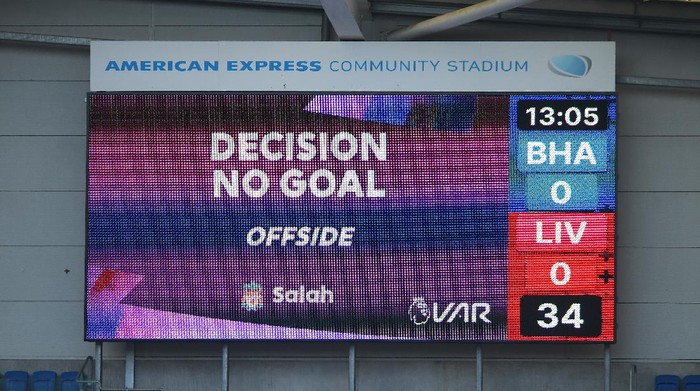 AMERICAN EXPRESS COMMUNITY STADIUM
DECISION
NO GOAL
OFFSIDE
Salah
VAR
13:05
BHA
0
LIV
0
34